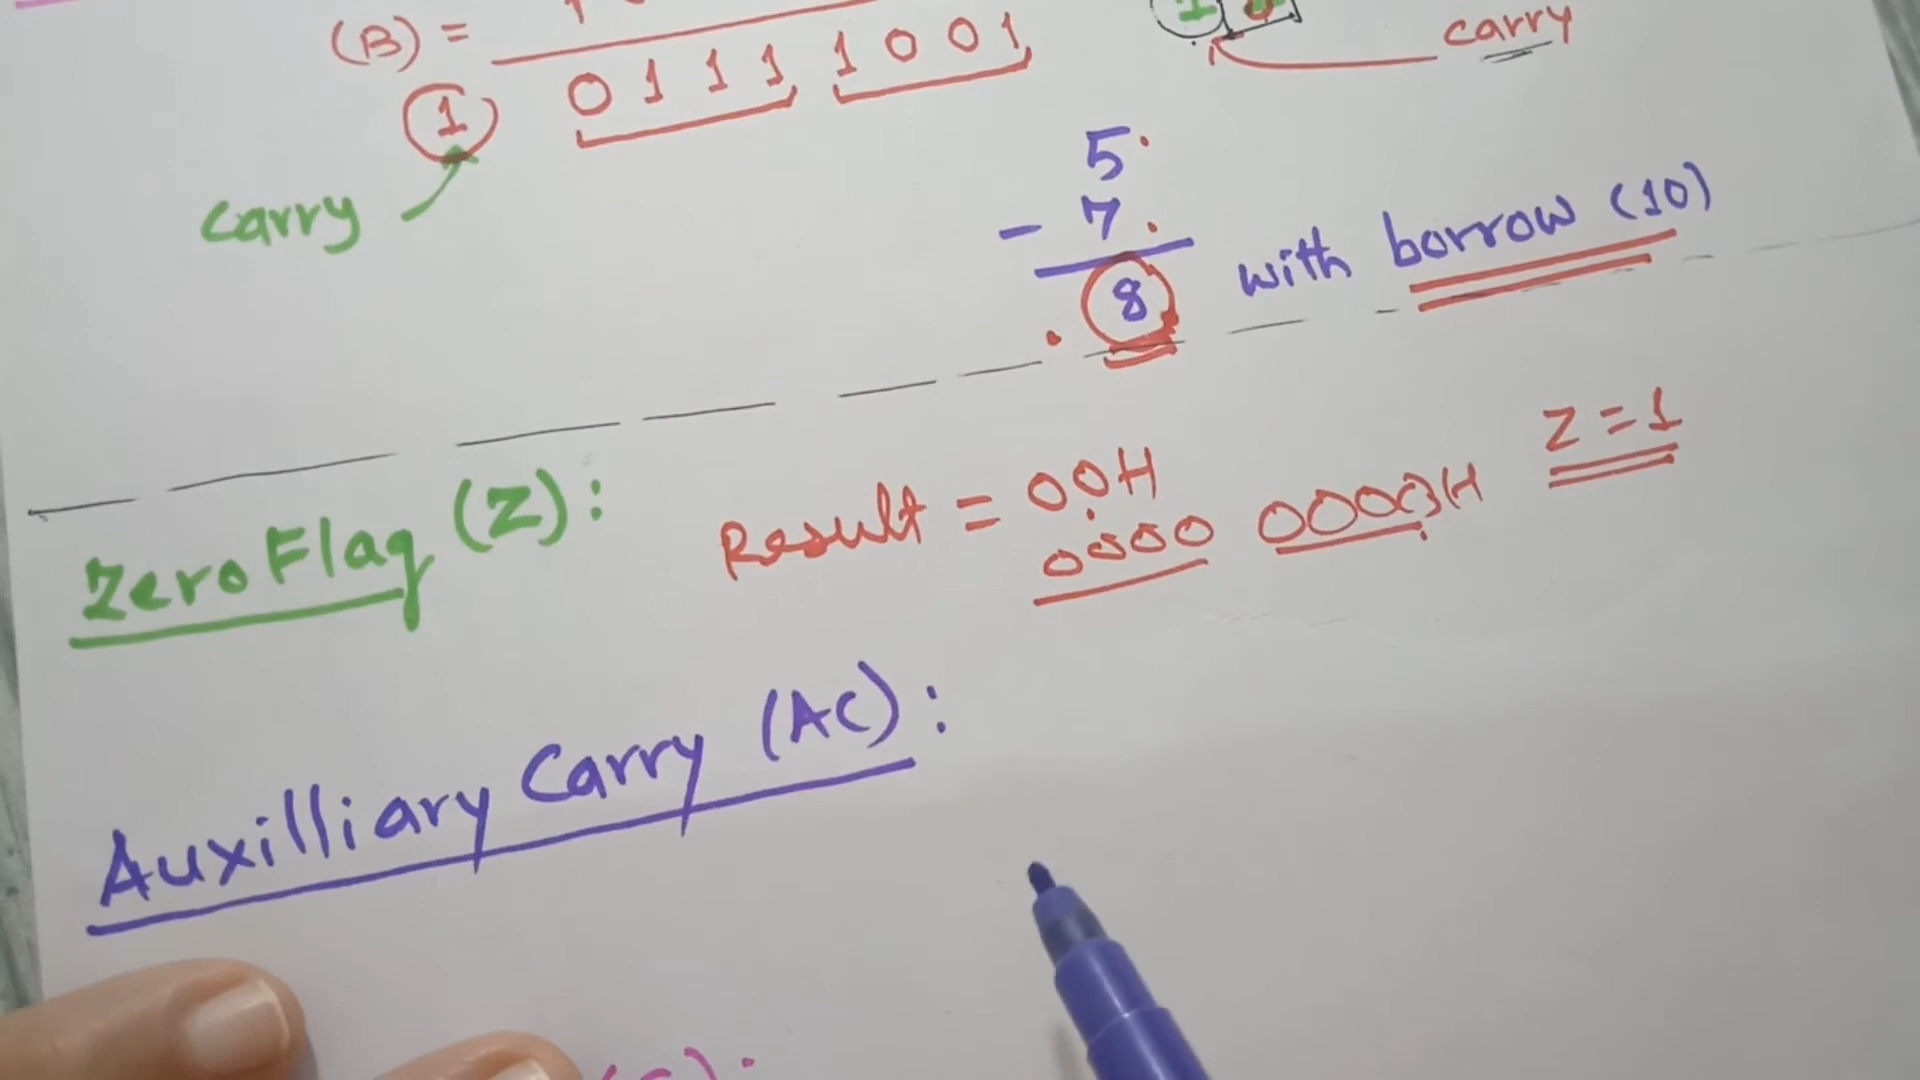 (B) =
carry
1 0 1 1 1 1 0 0 1
carry
5
- 7
8 with borrow (10)
Zero Flag (Z): Result = 00H Z = 1
0000 0000H
Auxilliary Carry (AC):